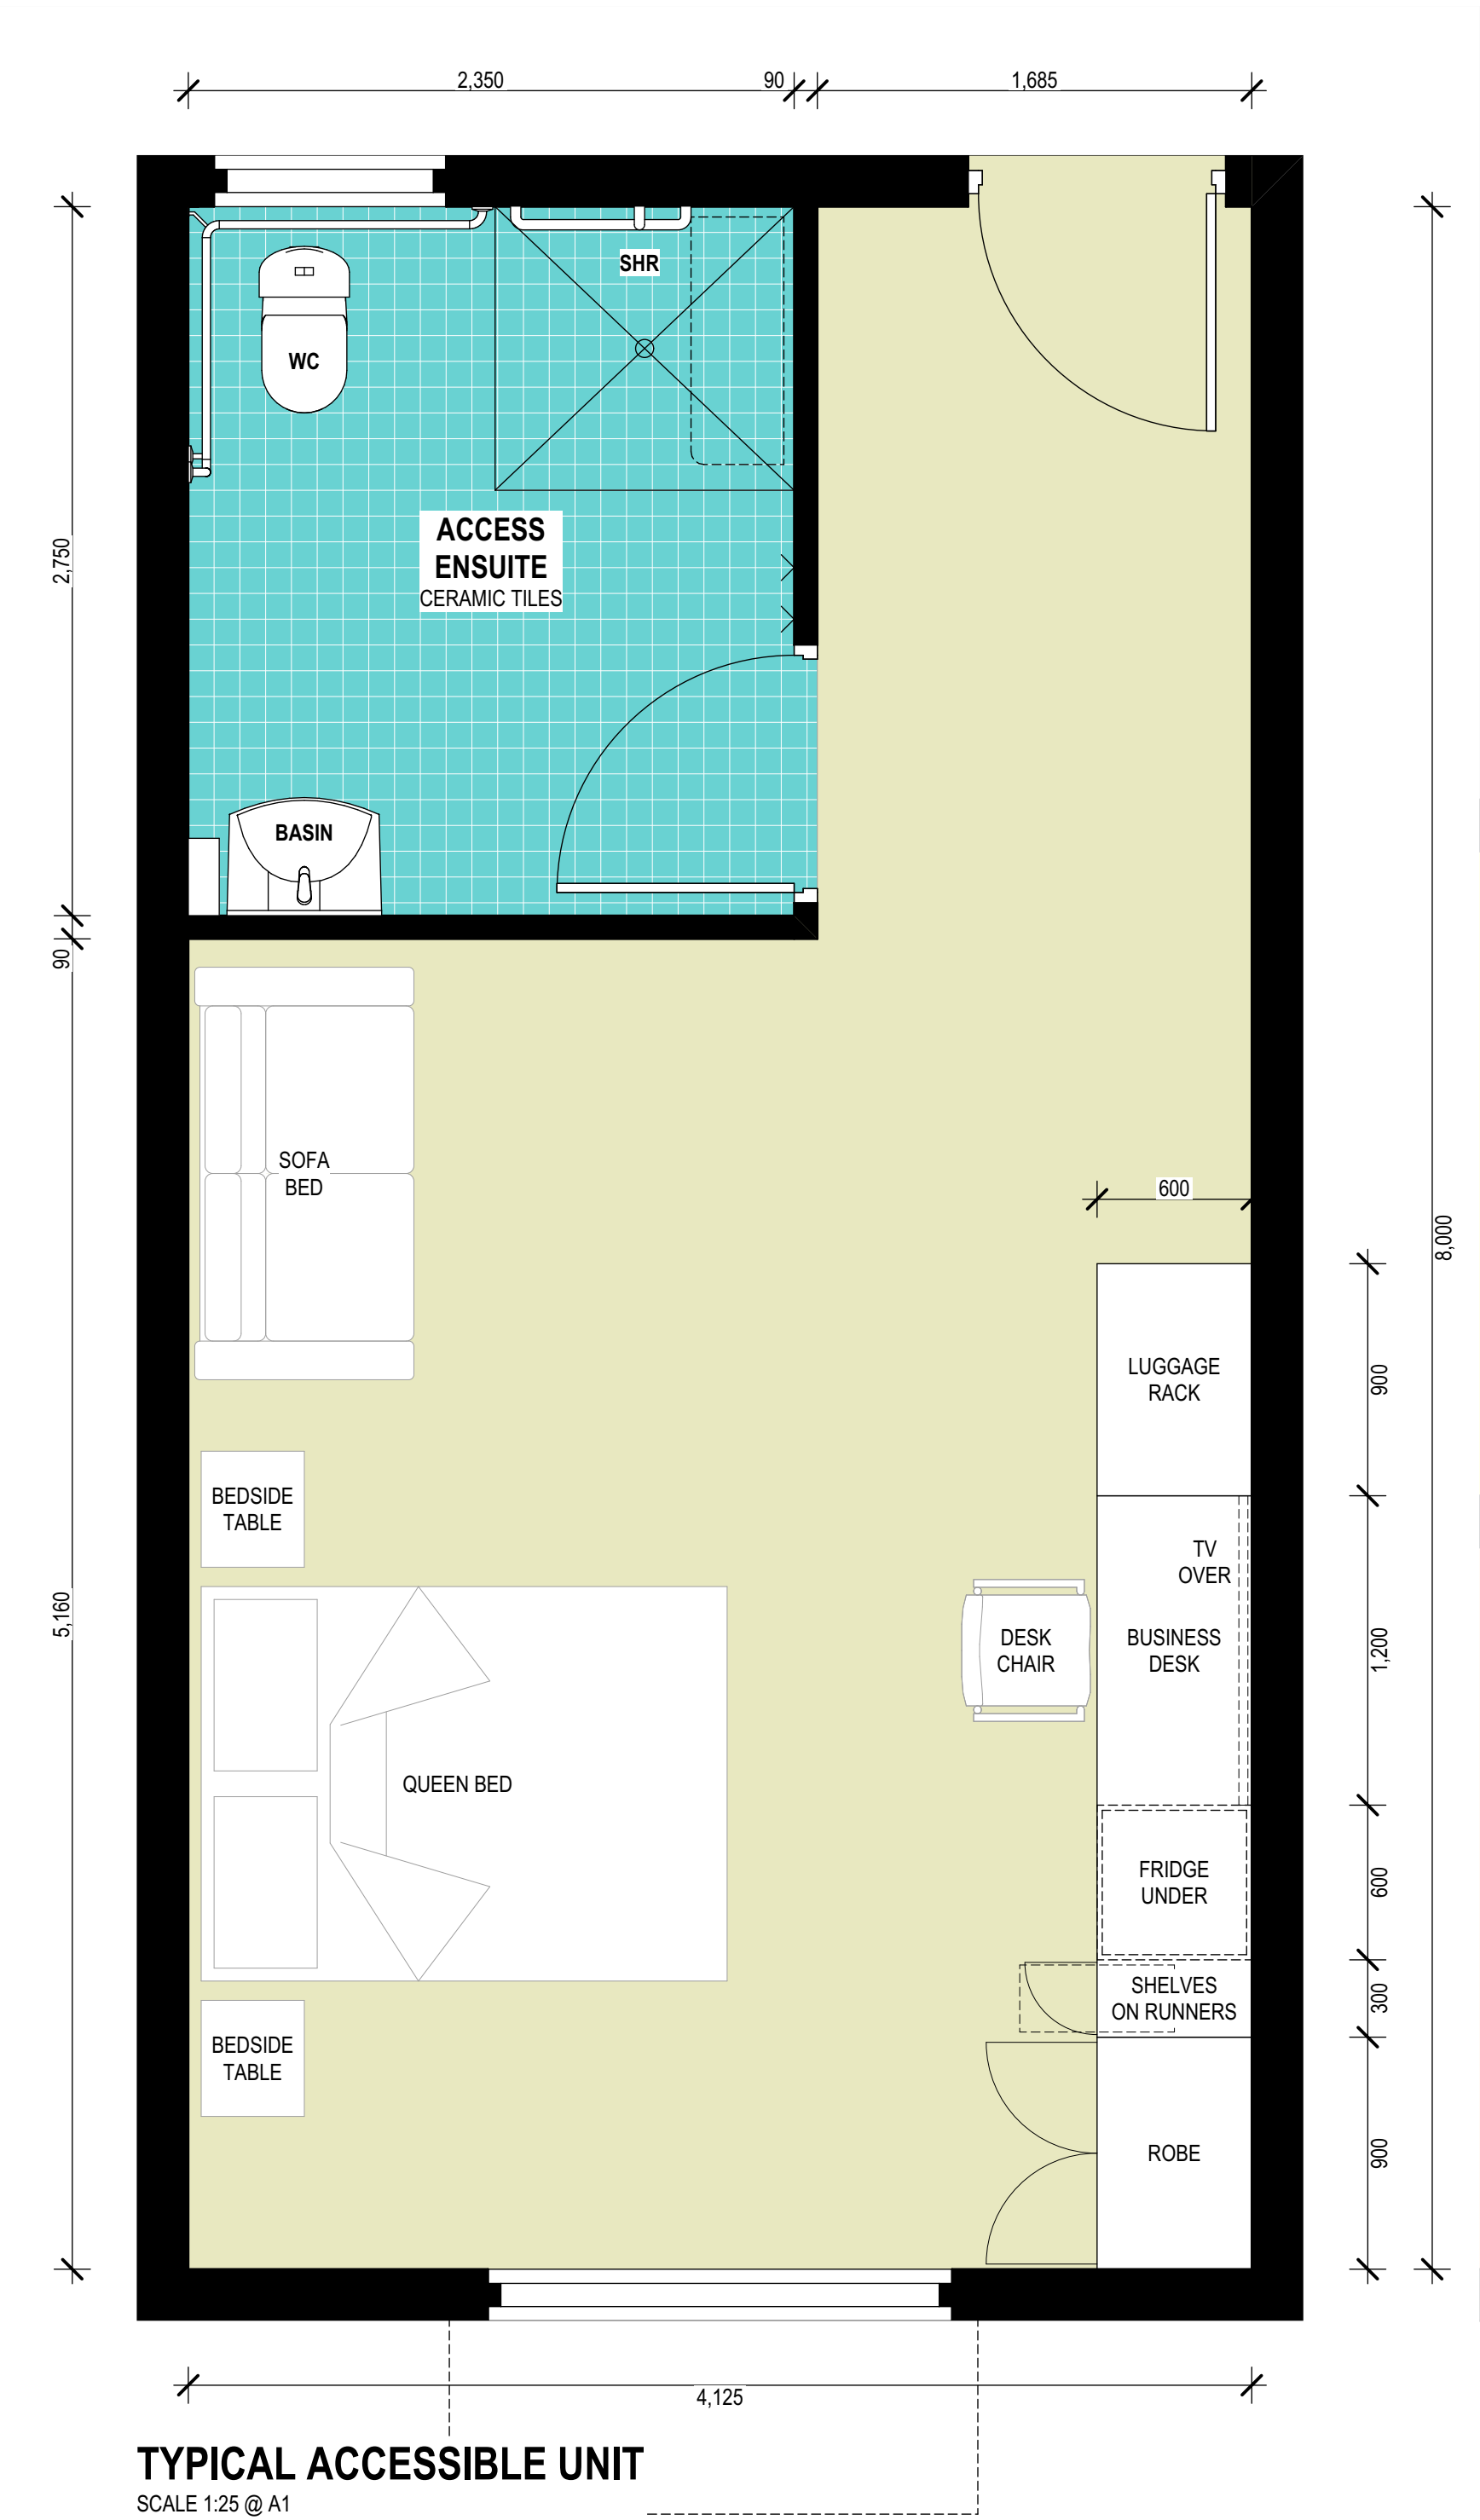 2,350
90
1,685
SHR
WC
2,750
ACCESS
ENSUITE
CERAMIC TILES
BASIN
90
SOFA
BED
600
8,000
LUGGAGE
RACK
900
BEDSIDE
TABLE
TV
OVER
5,160
DESK
CHAIR
BUSINESS
DESK
1,200
QUEEN BED
FRIDGE
UNDER
600
SHELVES
ON RUNNERS
300
BEDSIDE
TABLE
ROBE
900
4,125
TYPICAL ACCESSIBLE UNIT
SCALE 1:25 @ A1